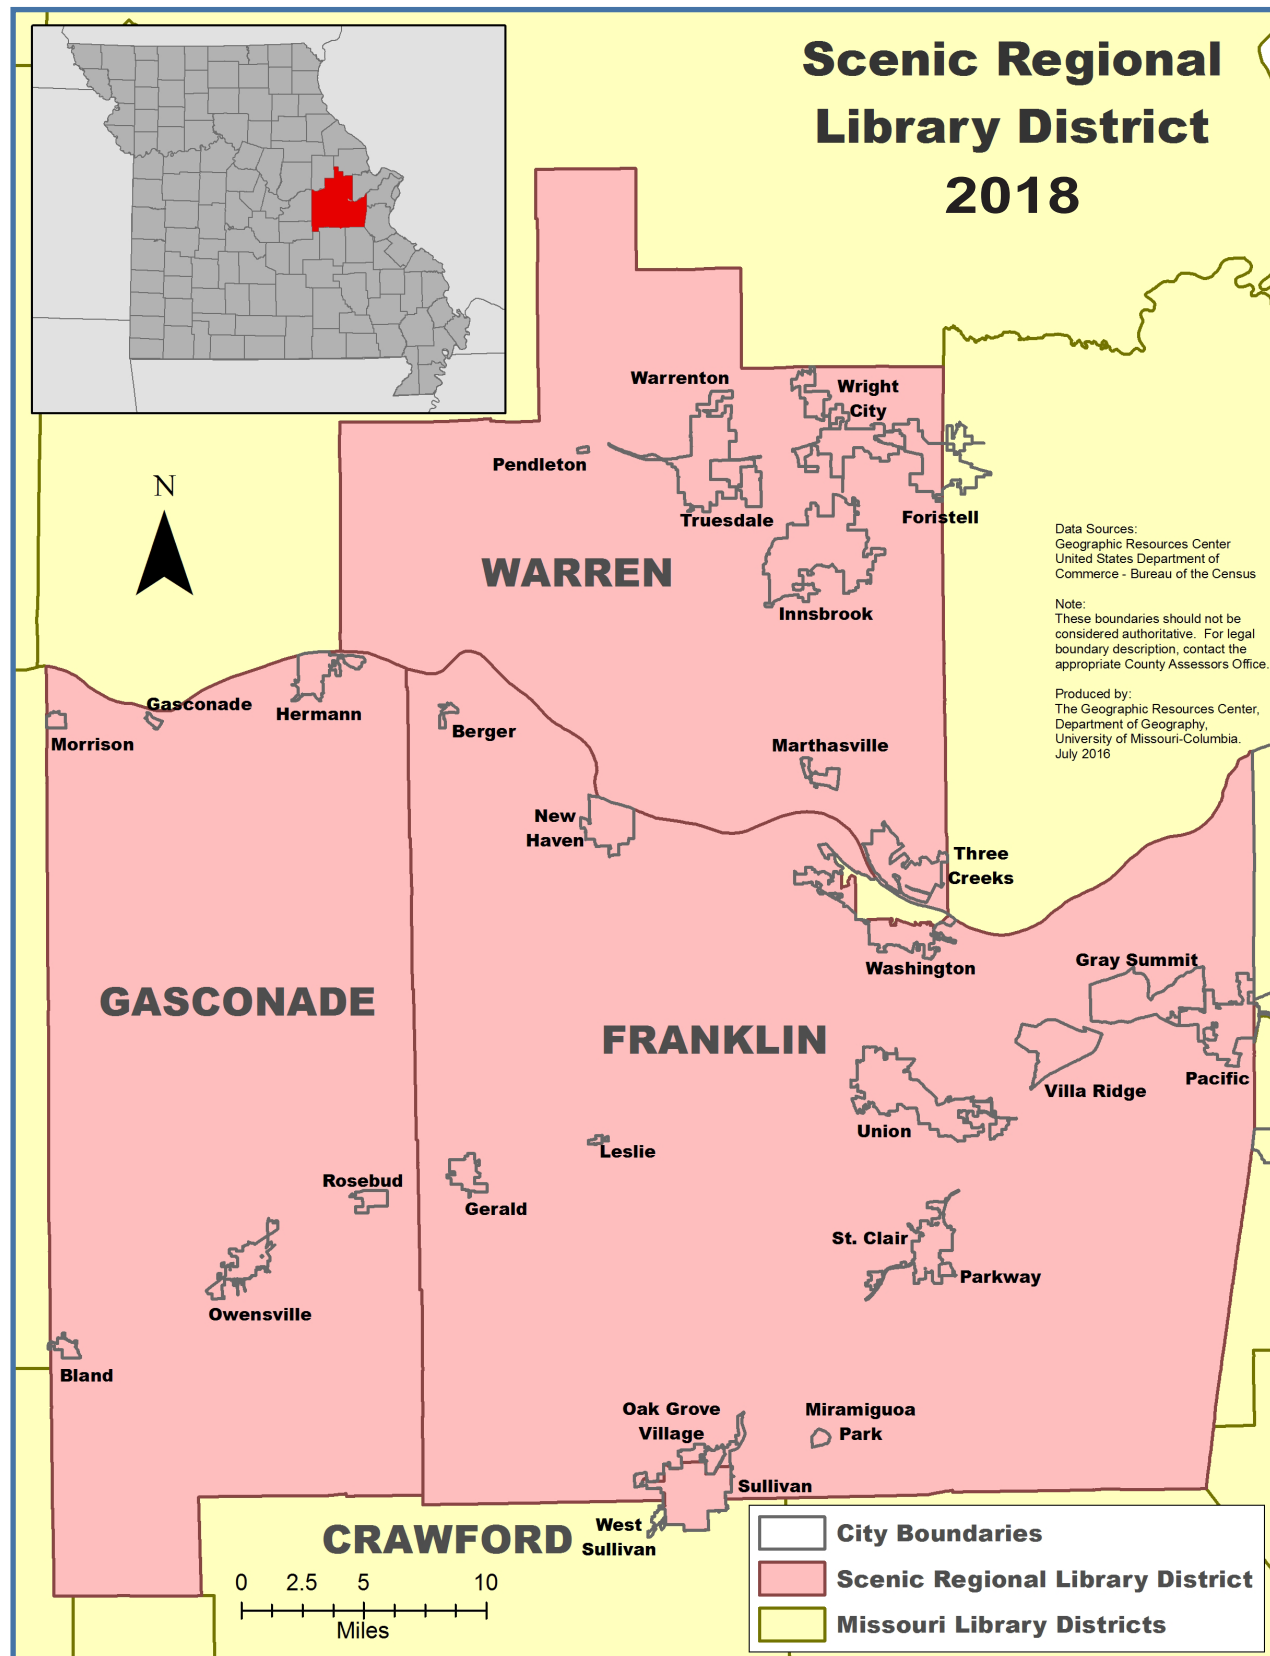 Scenic Regional
Library District
2018
Warrenton
Wright
City
Pendleton
N
Truesdale
Foristell
Data Sources:
Geographic Resources Center
United States Department of
Commerce - Bureau of the Census
Note:
These boundaries should not be
considered authoritative. For legal
boundary description, contact the
appropriate County Assessors Office.
Produced by:
The Geographic Resources Center,
Department of Geography,
University of Missouri-Columbia.
July 2016
WARREN
Innsbrook
Gasconade
Hermann
Morrison
Berger
Marthasville
New
Haven
Three
Creeks
Washington
Gray Summit
GASCONADE
FRANKLIN
Pacific
Villa Ridge
Union
Leslie
Rosebud
Gerald
St. Clair
Parkway
Owensville
Bland
Oak Grove
Village
Miramiguoa
Park
Sullivan
West
Sullivan
CRAWFORD
0 2.5 5 10
Miles
City Boundaries
Scenic Regional Library District
Missouri Library Districts